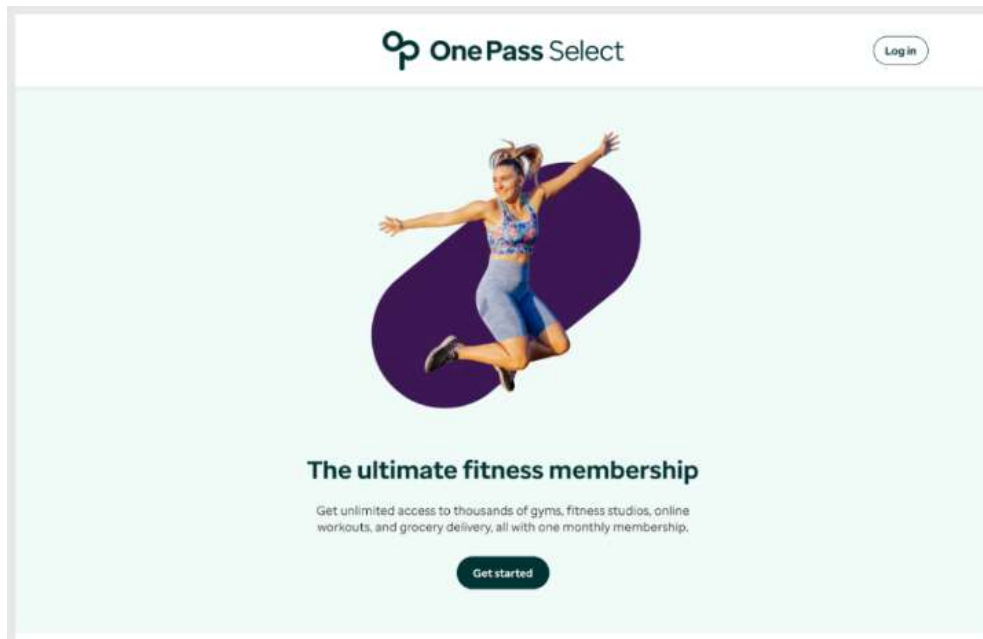 One Pass Select
Log in
The ultimate fitness membership
Get unlimited access to thousands of gyms, fitness studios, online
workouts, and grocery delivery, all with one monthly membership.
Get started